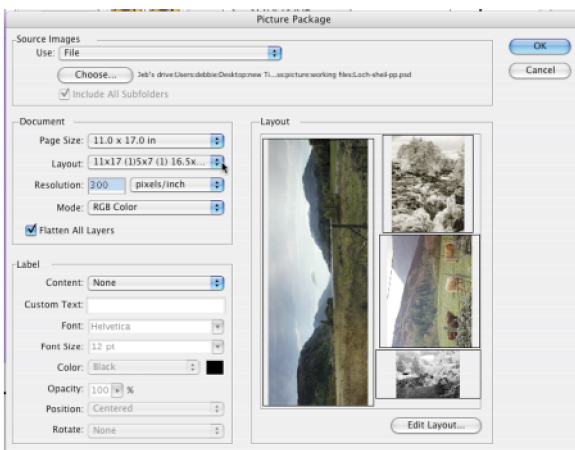 Picture Package
Source Images
Use: File
Choose... Jeb's drive:Users:debbie:Desktop:new Ti...ss:picture:working files:Loch-sheil-pp.psd
Include All Subfolders
OK
Cancel
Document
Page Size: 11.0 x 17.0 in
Layout: 11x17 (1)5x7 (1) 16.5x...
Resolution: 300 pixels/inch
Mode: RGB Color
Flatten All Layers
Label
Content: None
Custom Text:
Font: Helvetica
Font Size: 12 pt
Color: Black
Opacity: 100 %
Position: Centered
Rotate: None
Layout
Edit Layout...